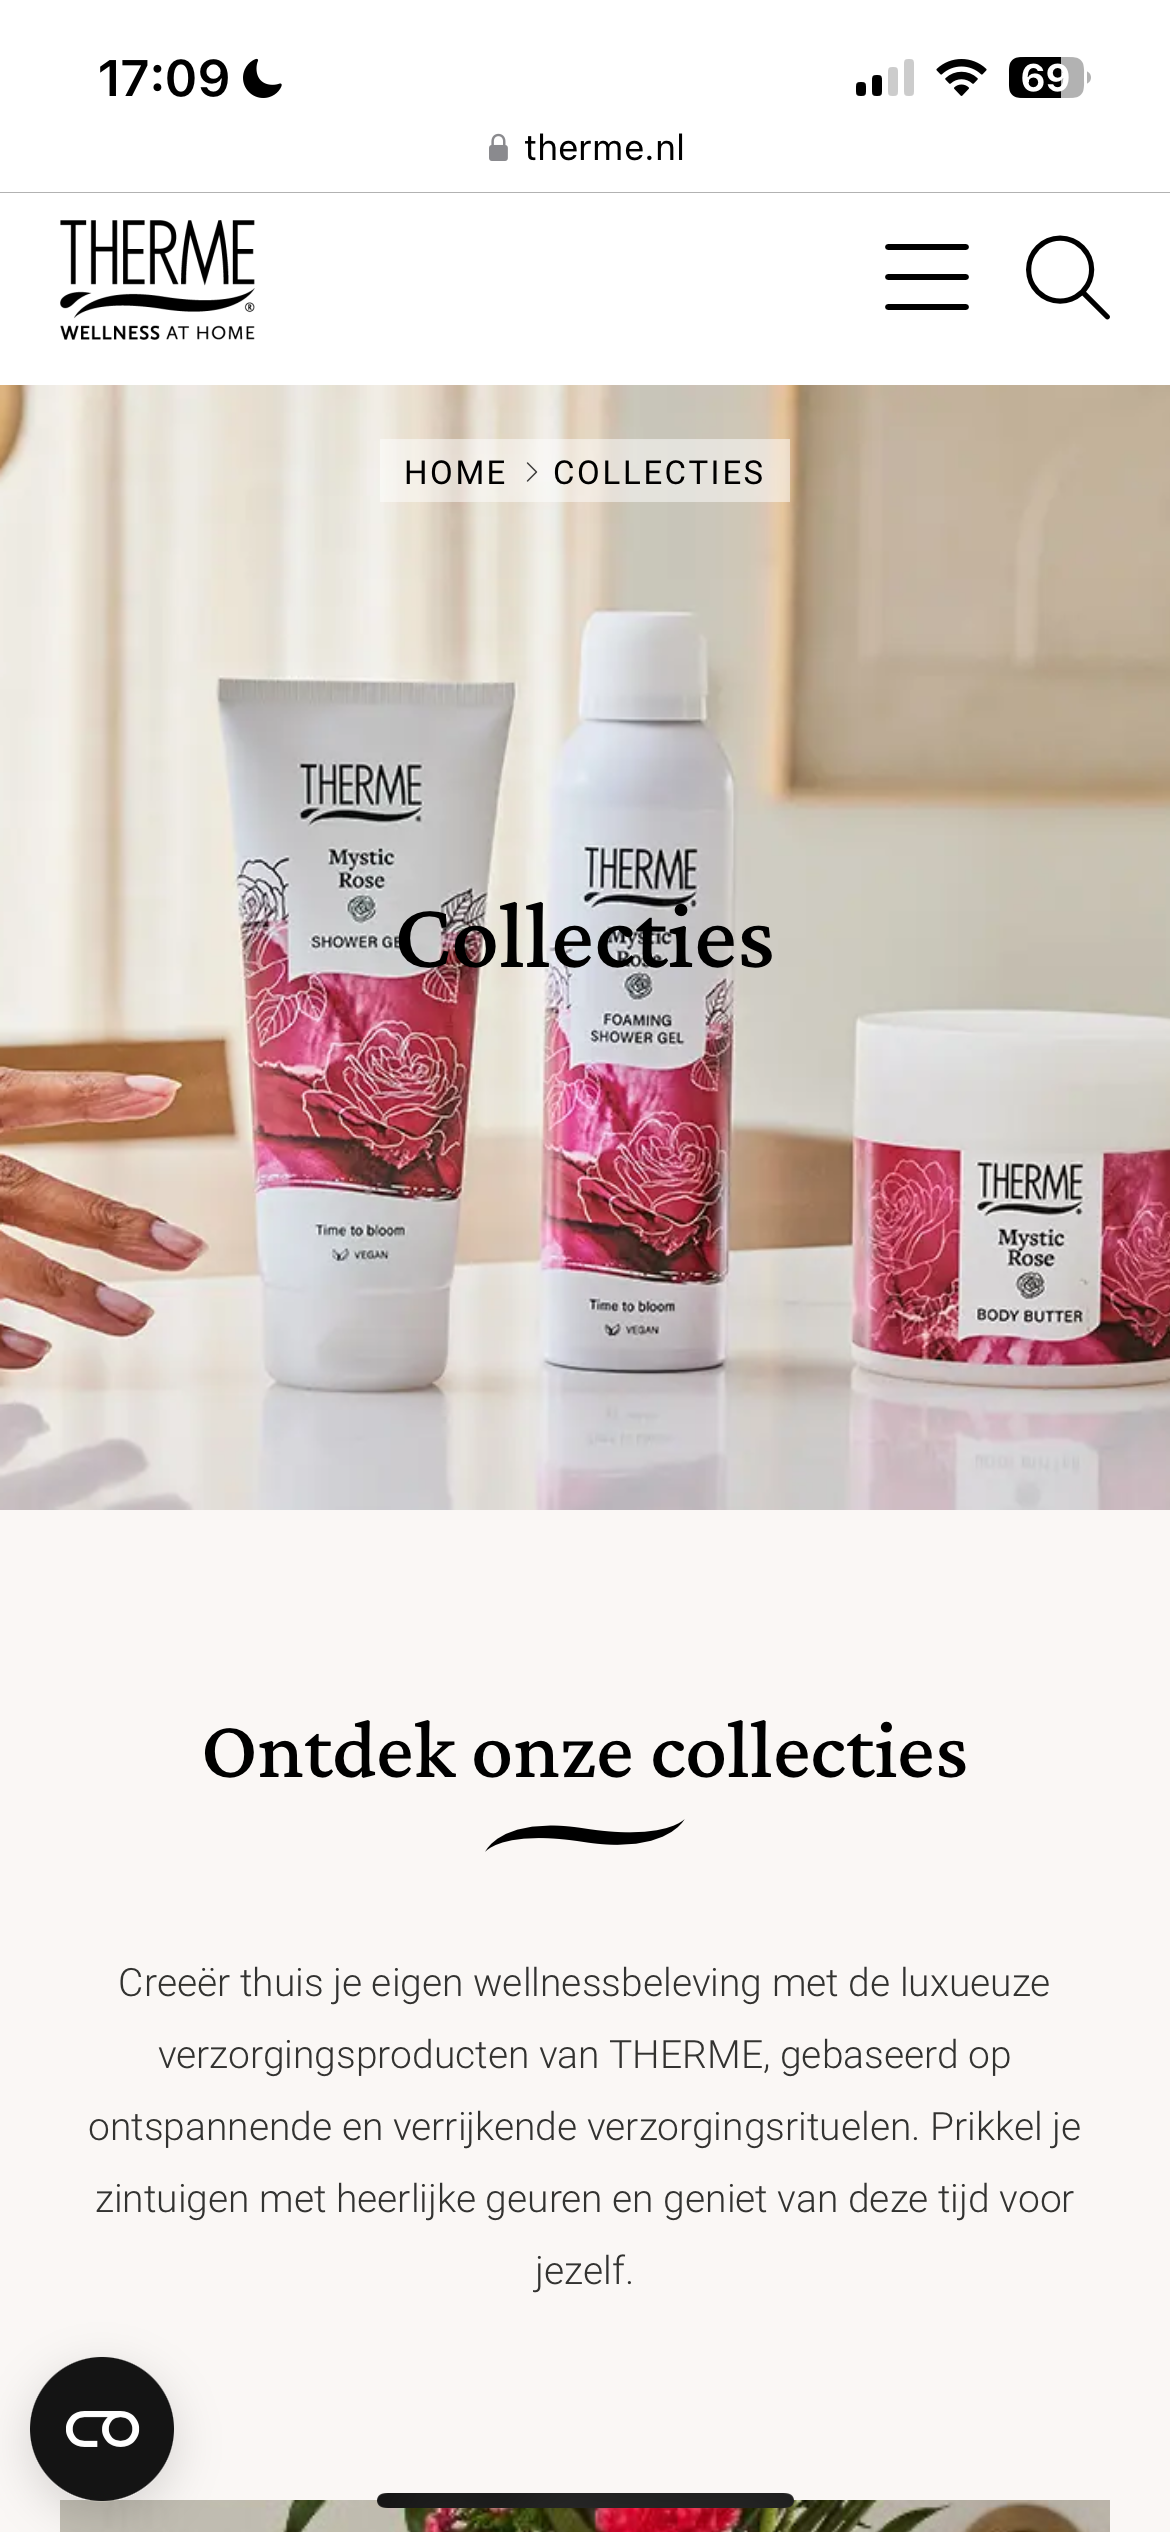 17:09
69
therme.nl
THERME
®
WELLNESS AT HOME
HOME > COLLECTIES
THERME
Mystic
Rose
SHOWER GE
Time to bloom
VEGAN
THERME
Mystic
Rose
FOAMING
SHOWER GEL
Time to bloom
VEGAN
Collecties
THERME
Mystic
Rose
BODY BUTTER
Ontdek onze collecties
Creeër thuis je eigen wellnessbeleving met de luxueuze
verzorgingsproducten van THERME, gebaseerd op
ontspannende en verrijkende verzorgingsrituelen. Prikkel je
zintuigen met heerlijke geuren en geniet van deze tijd voor
jezelf.